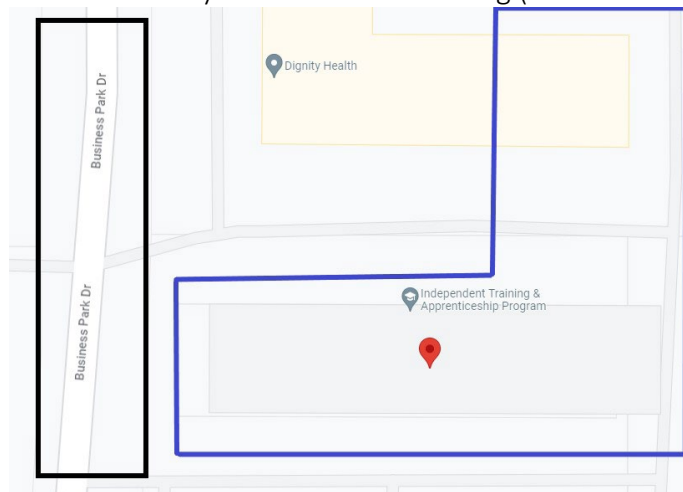 Dignity Health
Business Park Dr
Business Park Dr
Independent Training &
Apprenticeship Program